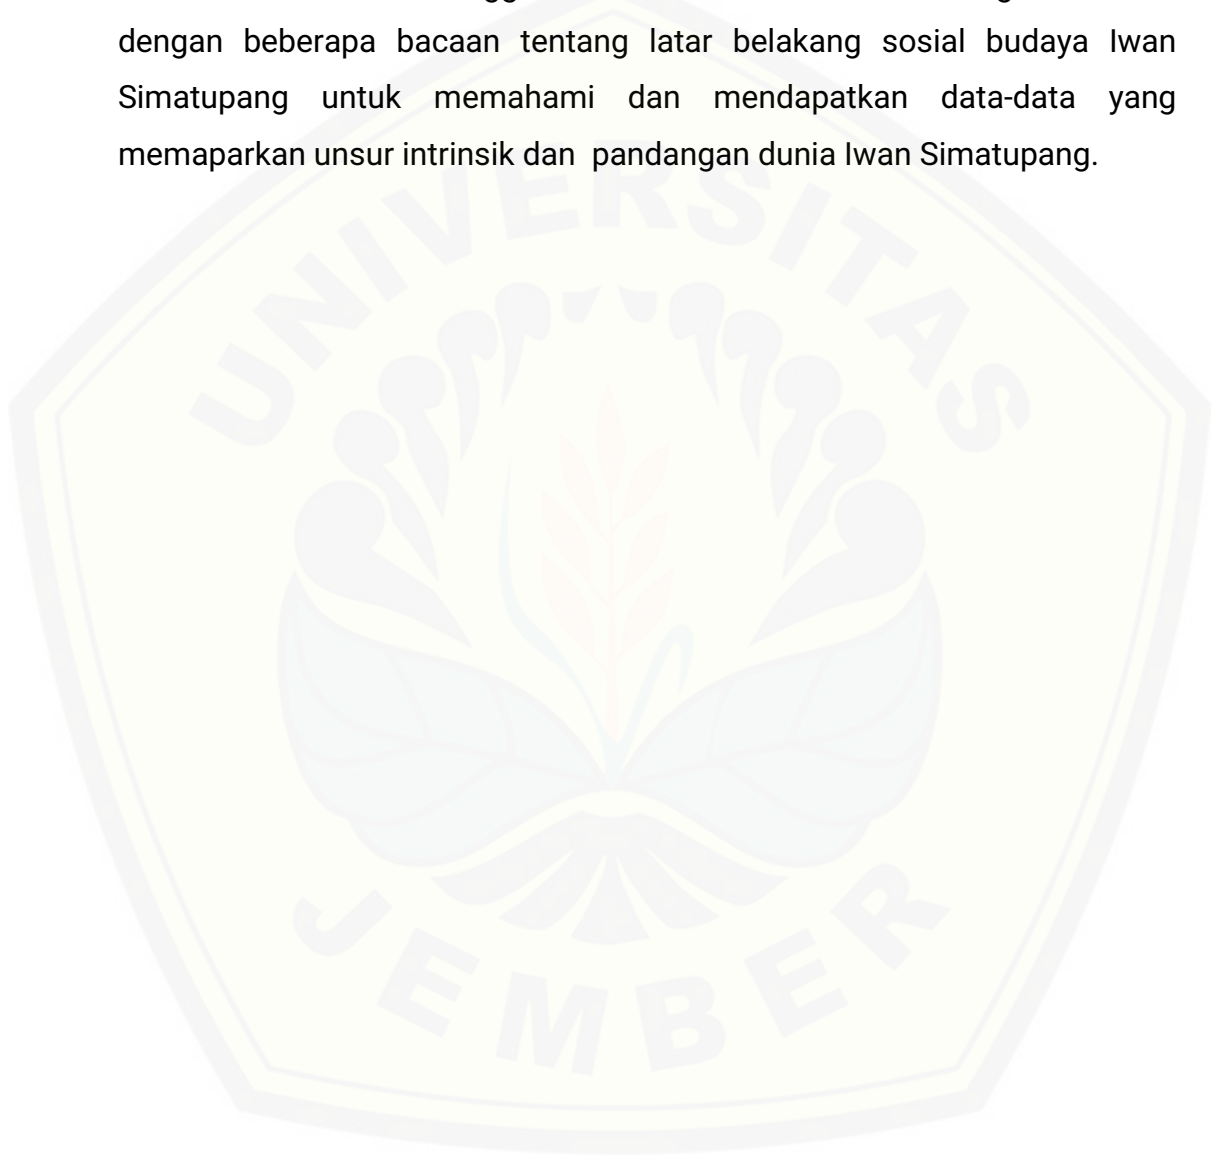 dengan beberapa bacaan tentang latar belakang sosial budaya Iwan
Simatupang untuk memahami dan mendapatkan data-data yang
memaparkan unsur intrinsik dan pandangan dunia Iwan Simatupang.
UNIVERSITAS
JEMBER